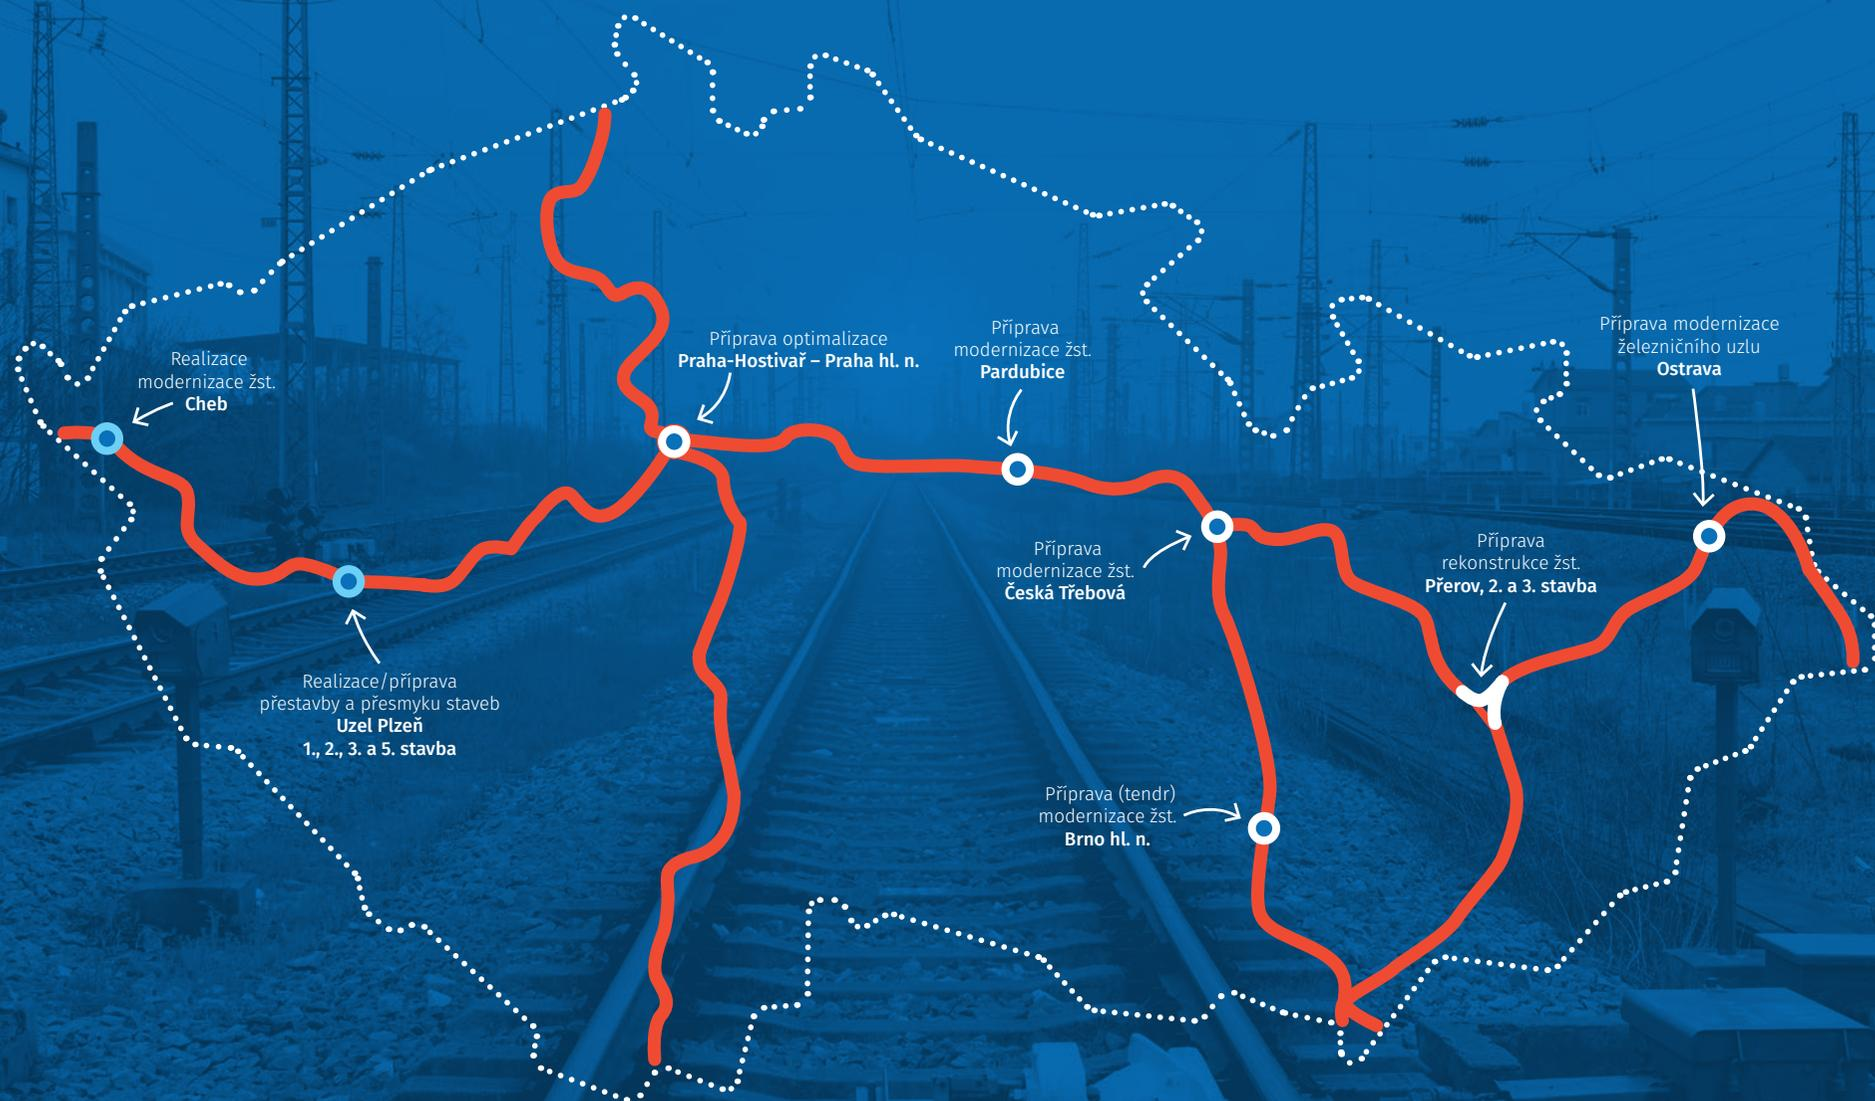 Realizace
modernizace žst.
Cheb
Příprava optimalizace
Praha-Hostivař – Praha hl. n.
Příprava
modernizace žst.
Pardubice
Příprava modernizace
železničního uzlu
Ostrava
Příprava
modernizace žst.
Česká Třebová
Příprava
rekonstrukce žst.
Přerov, 2. a 3. stavba
Realizace/příprava
přestavby a přesmyku staveb
Uzel Plzeň
1., 2., 3. a 5. stavba
Příprava (tendr)
modernizace žst.
Brno hl. n.